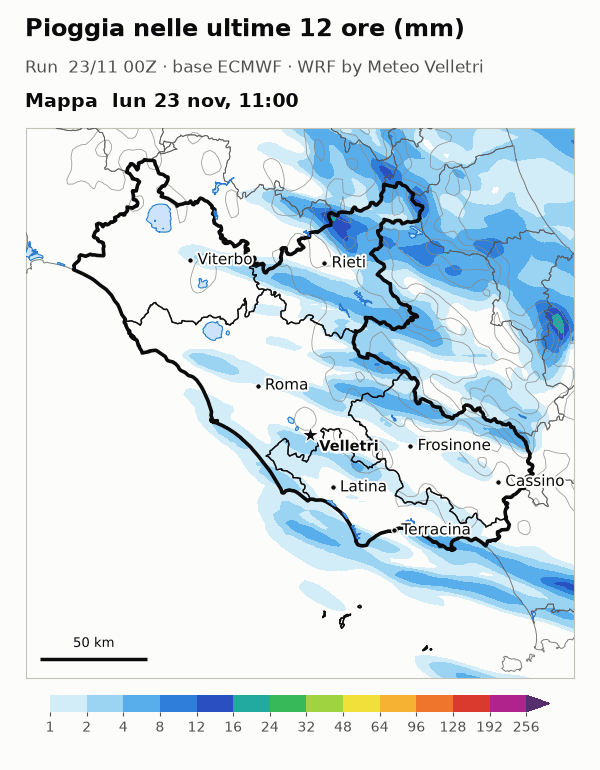 Pioggia nelle ultime 12 ore (mm)
Run  23/11 00Z · base ECMWF · WRF by Meteo Velletri
Mappa  lun 23 nov, 11:00
Viterbo
Rieti
Roma
Velletri
Frosinone
Cassino
Latina
Terracina
50 km
1 2 4 8 12 16 24 32 48 64 96 128 192 256